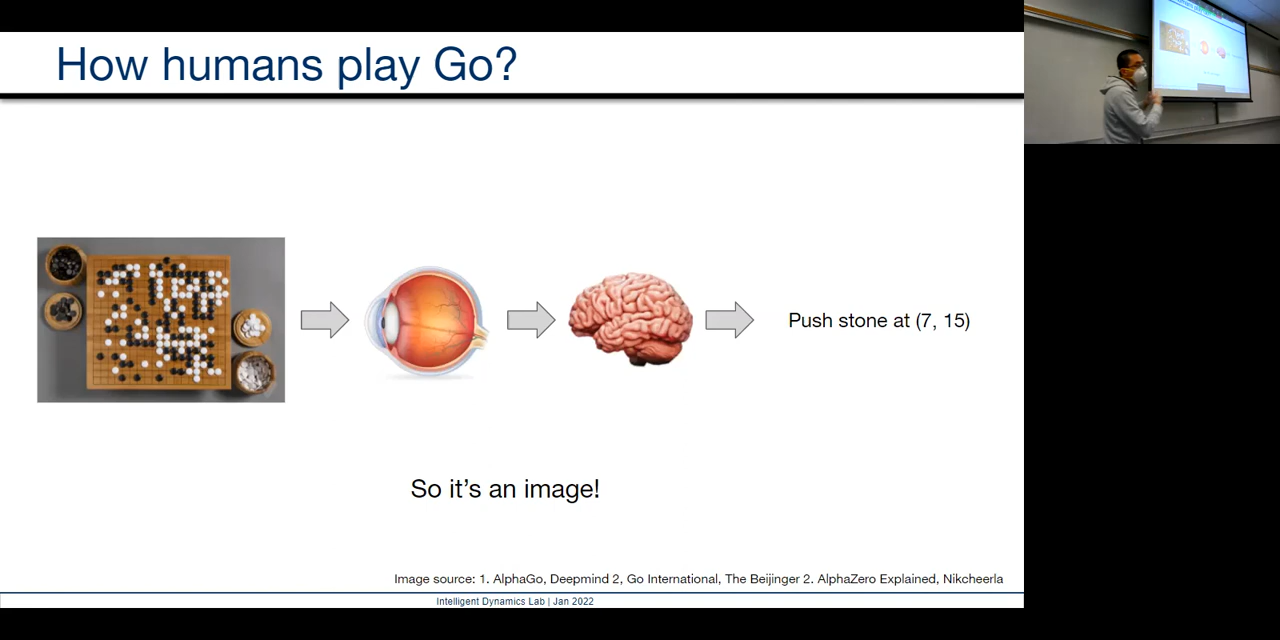 How humans play Go?
Push stone at (7, 15)
So it's an image!
Image source: 1. AlphaGo, Deepmind 2, Go International, The Beijinger 2. AlphaZero Explained, Nikcheerla
Intelligent Dynamics Lab | Jan 2022